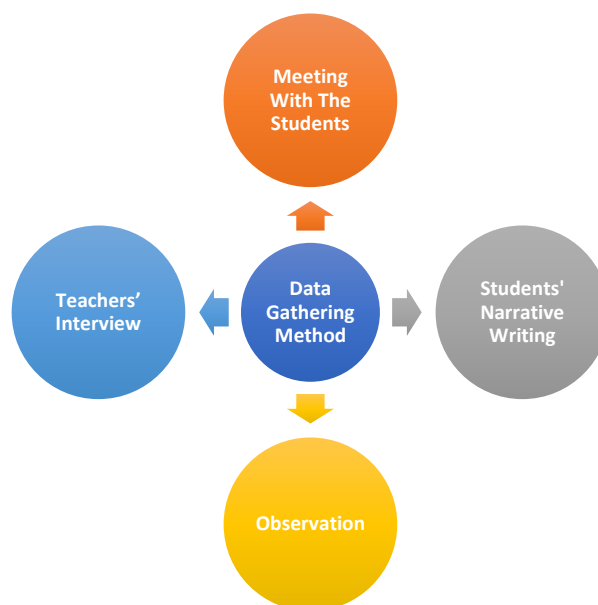 Meeting
With The
Students
Teachers’
Interview
Data
Gathering
Method
Students'
Narrative
Writing
Observation